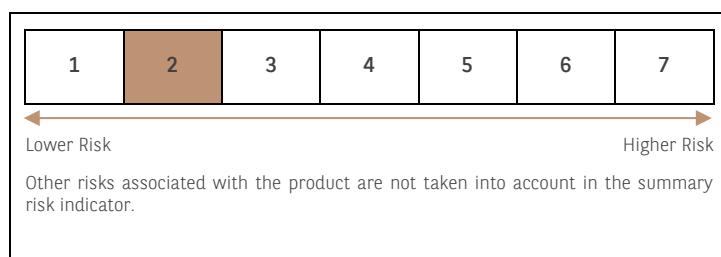 1 2 3 4 5 6 7
Lower Risk Higher Risk
Other risks associated with the product are not taken into account in the summary
risk indicator.